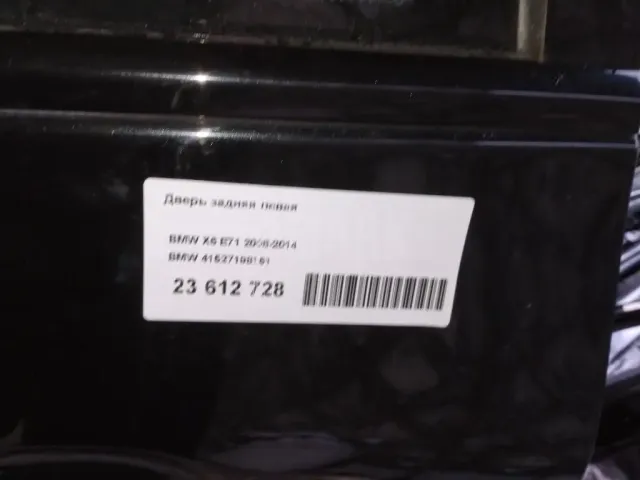 Дверь задняя левая
BMW X6 E71 2008-2014
BMW 41527198161
23 612 728